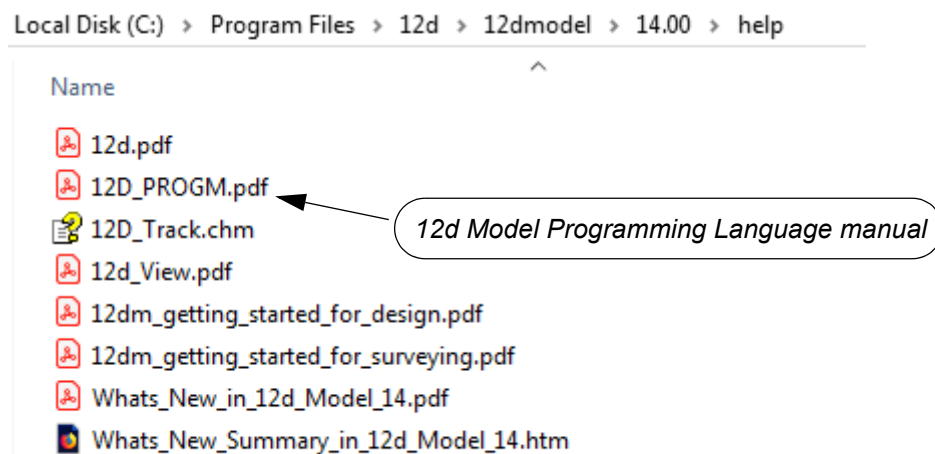 Local Disk (C:) > Program Files > 12d > 12dmodel > 14.00 > help
Name
12d.pdf
12D_PROGM.pdf
12d Model Programming Language manual
12D_Track.chm
12d_View.pdf
12dm_getting_started_for_design.pdf
12dm_getting_started_for_surveying.pdf
Whats_New_in_12d_Model_14.pdf
Whats_New_Summary_in_12d_Model_14.htm